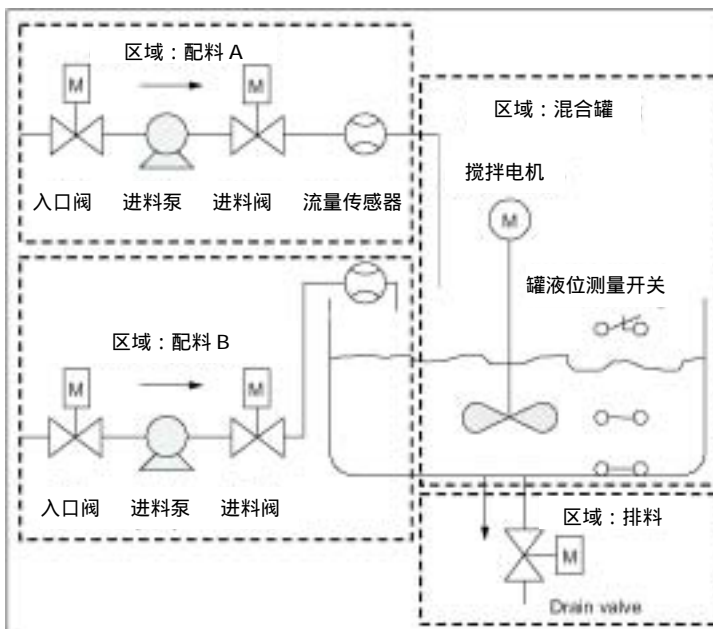 区域：配料 A
M
M
入口阀
进料泵
进料阀
流量传感器
区域：混合罐
搅拌电机
M
罐液位测量开关
区域：配料 B
M
M
入口阀
进料泵
进料阀
区域：排料
M
Drain valve